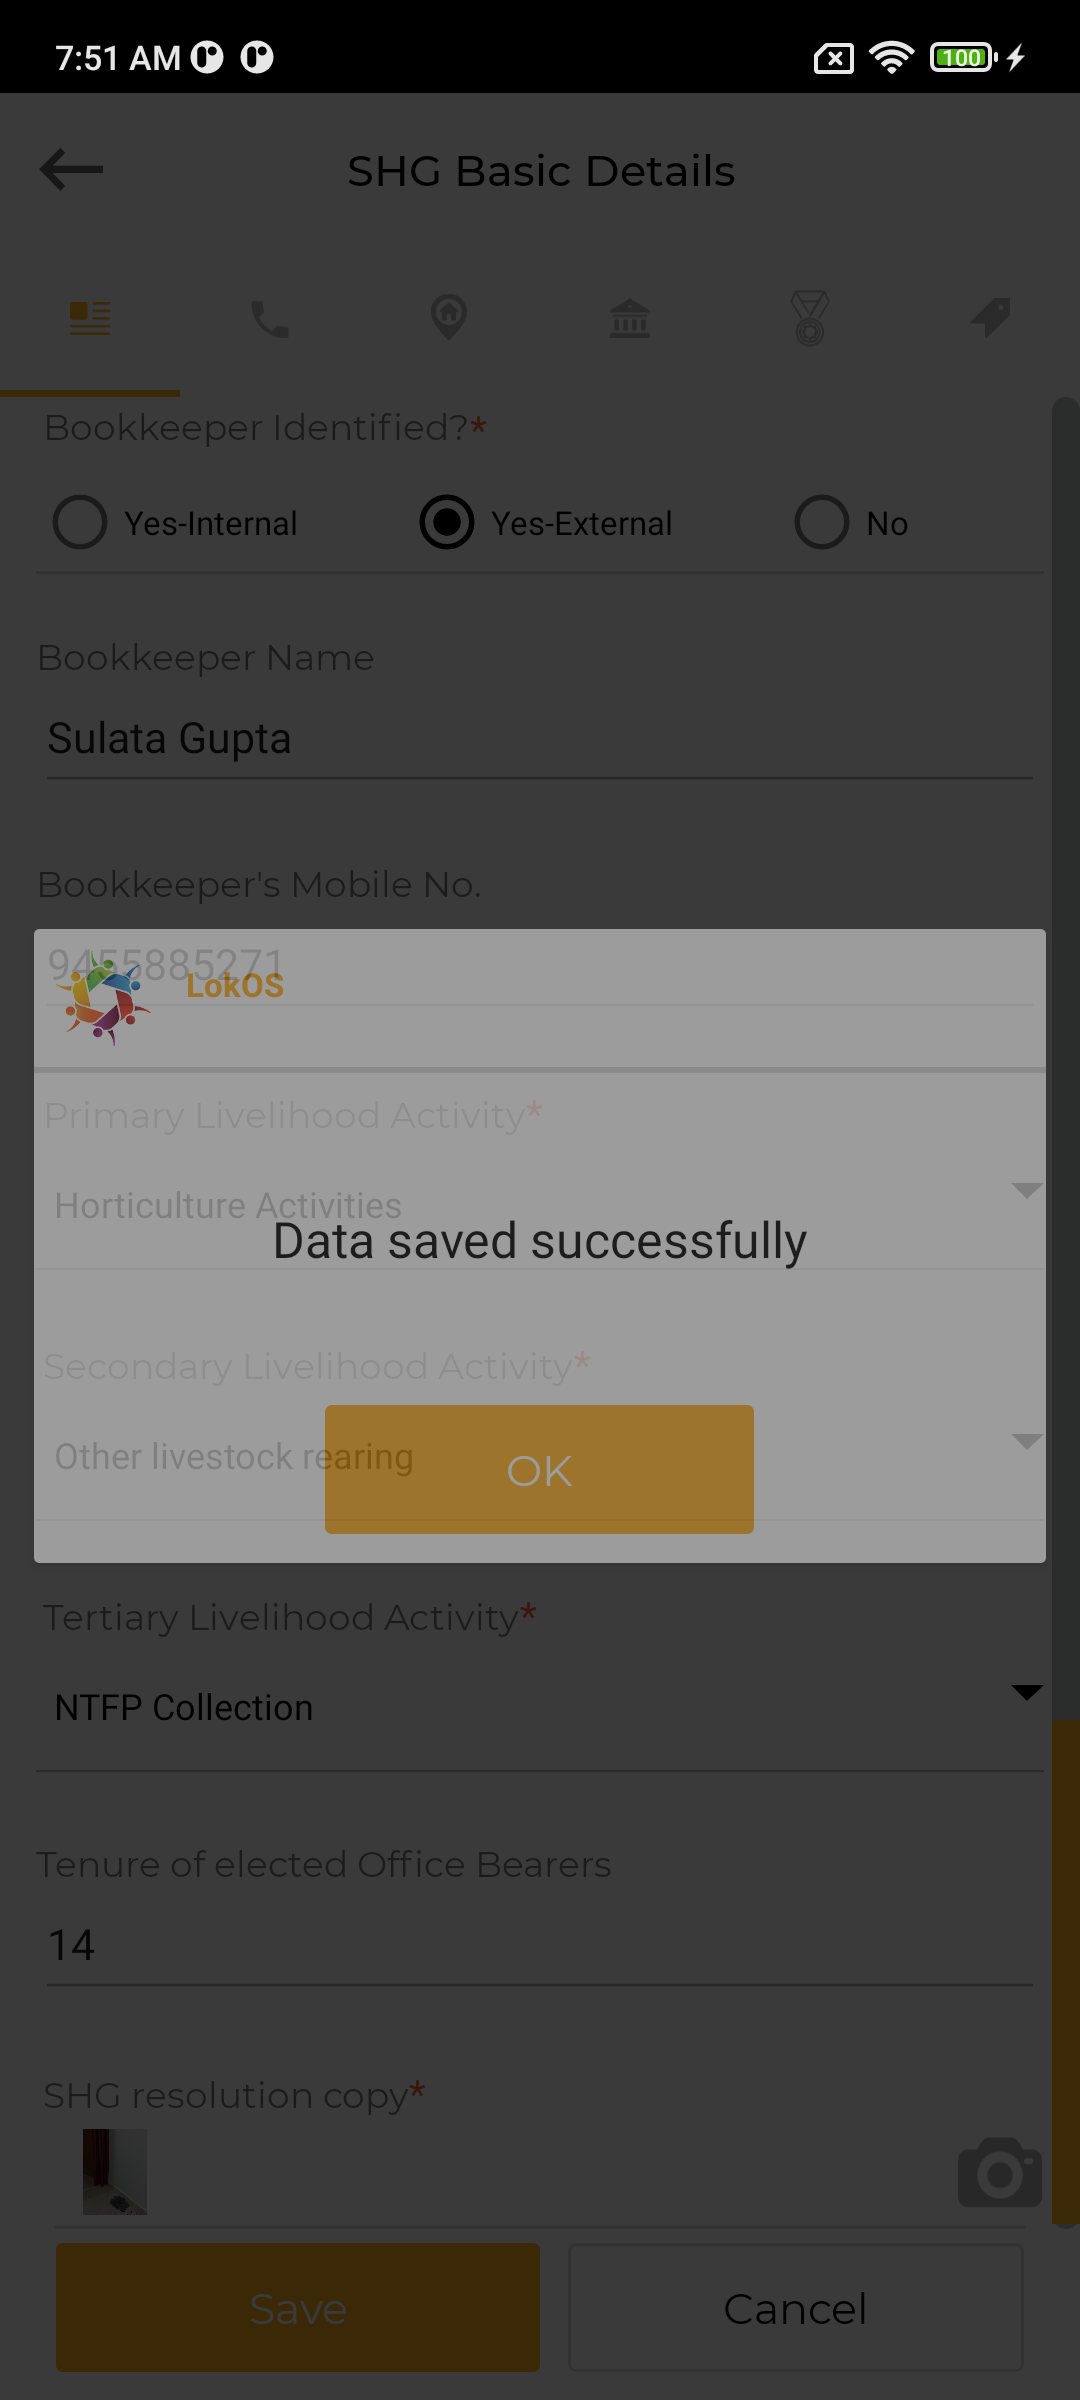 7:51 AM
100
SHG Basic Details
Bookkeeper Identified?*
Yes-Internal
Yes-External
No
Bookkeeper Name
Sulata Gupta
Bookkeeper's Mobile No.
9455885271
LokOS
Primary Livelihood Activity*
Horticulture Activities
Data saved successfully
Secondary Livelihood Activity*
Other livestock rearing
OK
Tertiary Livelihood Activity*
NTFP Collection
Tenure of elected Office Bearers
14
SHG resolution copy*
Save
Cancel